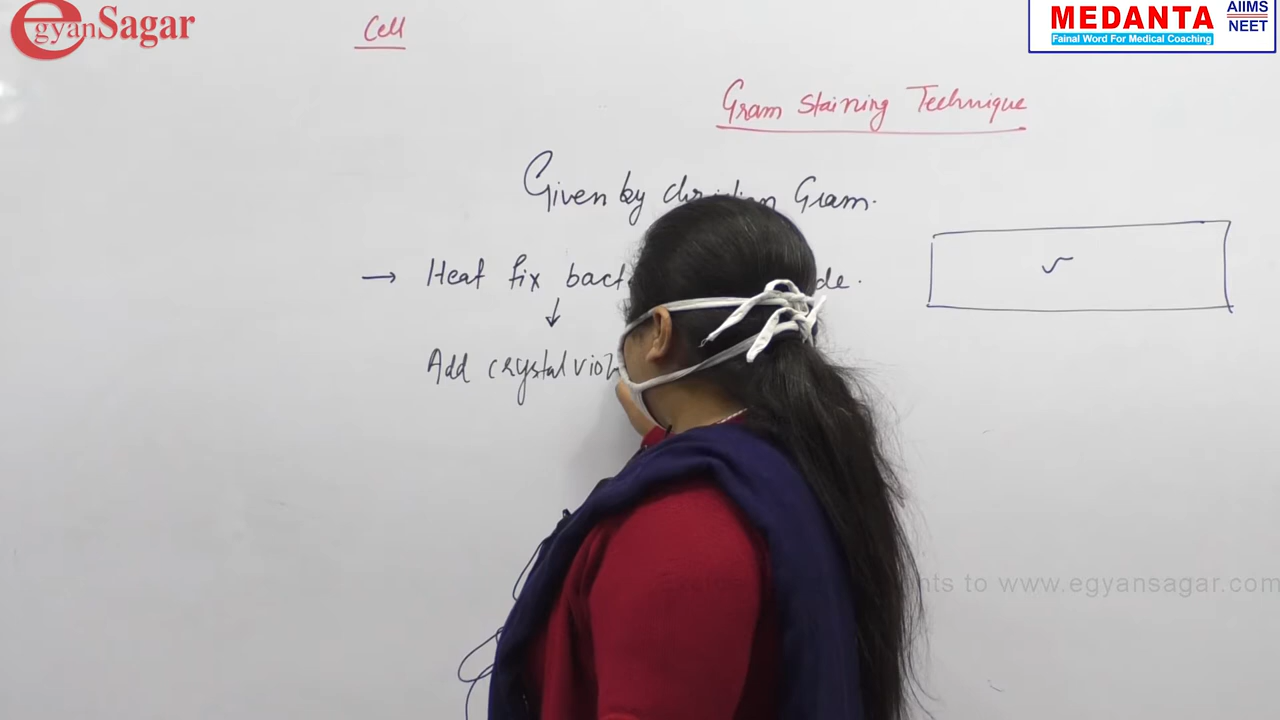 egyanSagar
Cell
MEDANTA
Fainal Word For Medical Coaching
AIIMS
NEET
Gram Staining Technique
Given by Gram.
→ Heat fix
↓
Add crystal
to www.egyansagar.com